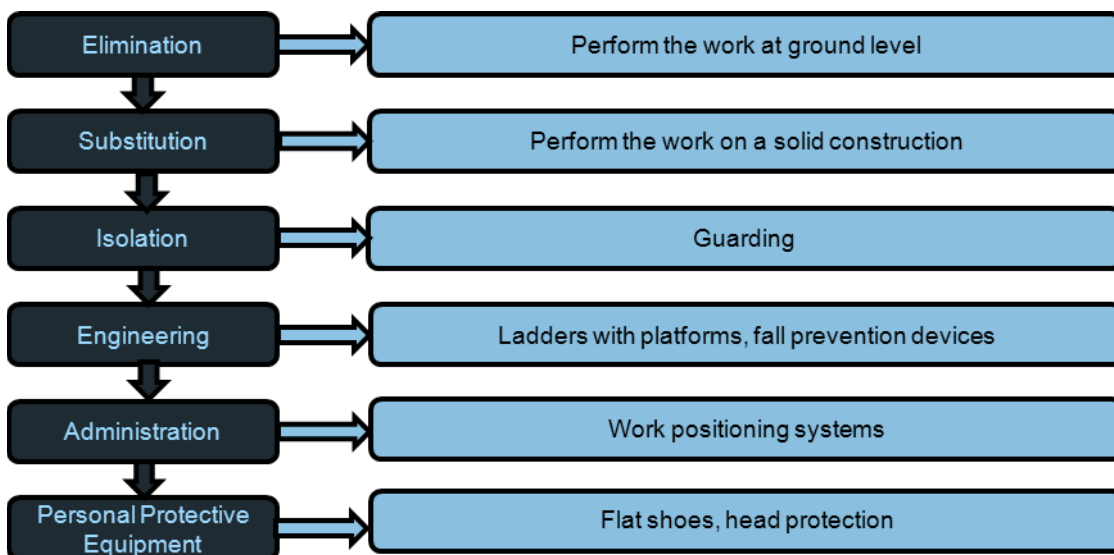 Elimination
Perform the work at ground level
Substitution
Perform the work on a solid construction
Isolation
Guarding
Engineering
Ladders with platforms, fall prevention devices
Administration
Work positioning systems
Personal Protective
Equipment
Flat shoes, head protection